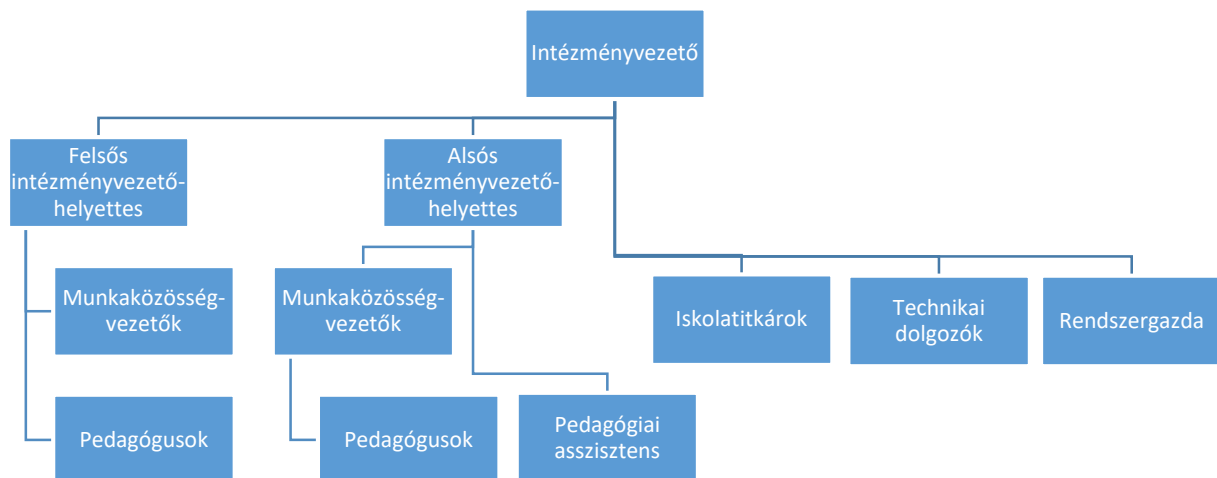 Intézményvezető
Felsős
intézményvezető-
helyettes
Alsós
intézményvezető-
helyettes
Munkaközösség-
vezetők
Munkaközösség-
vezetők
Iskolatitkárok
Technikai
dolgozók
Rendszergazda
Pedagógusok
Pedagógusok
Pedagógiai
asszisztens